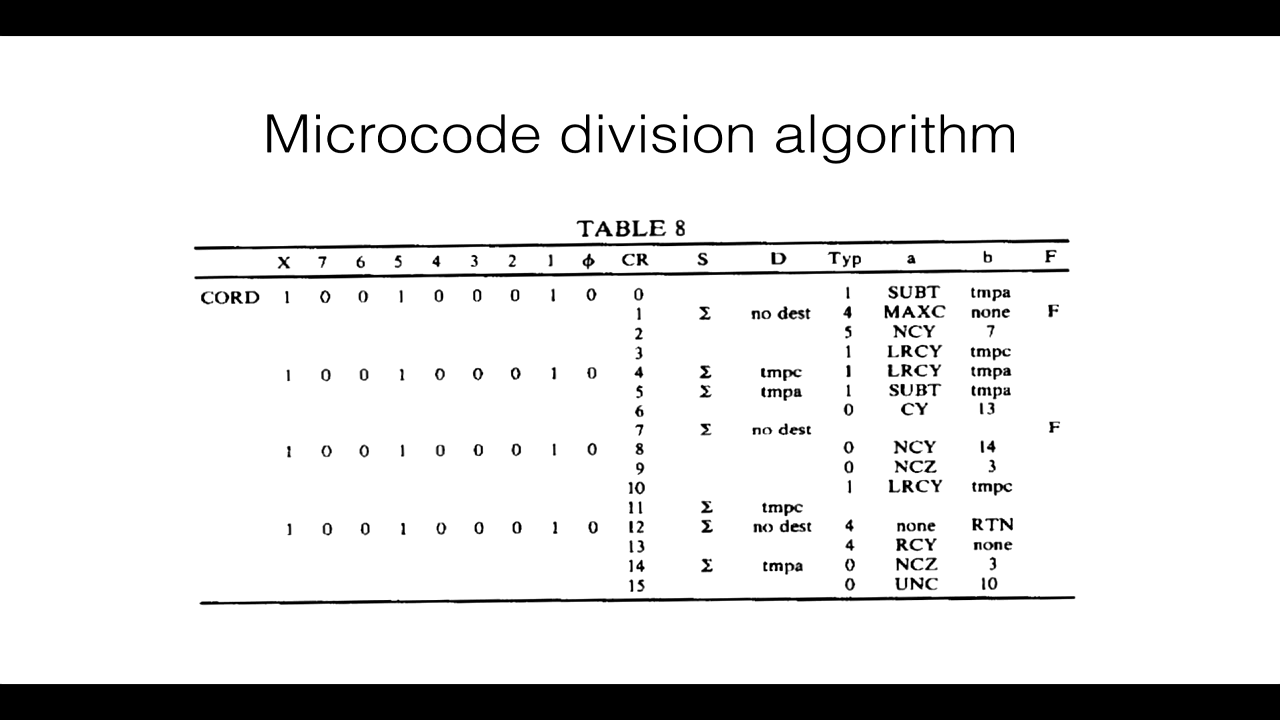 Microcode division algorithm
TABLE 8
X 7 6 5 4 3 2 1 ϕ CR S D Typ a b F
CORD 1 0 0 1 0 0 0 1 0 0 1 SUBT tmpa
1 Σ no dest 4 MAXC none F
2 5 NCY 7
3 1 LRCY tmpc
1 0 0 1 0 0 0 1 0 4 Σ tmpc 1 LRCY tmpa
5 Σ tmpa 1 SUBT tmpa
6 0 CY 13
7 Σ no dest F
1 0 0 1 0 0 0 1 0 8 0 NCY 14
9 0 NCZ 3
10 1 LRCY tmpc
11 Σ tmpc
1 0 0 1 0 0 0 1 0 12 Σ no dest 4 none RTN
13 4 RCY none
14 Σ tmpa 0 NCZ 3
15 0 UNC 10